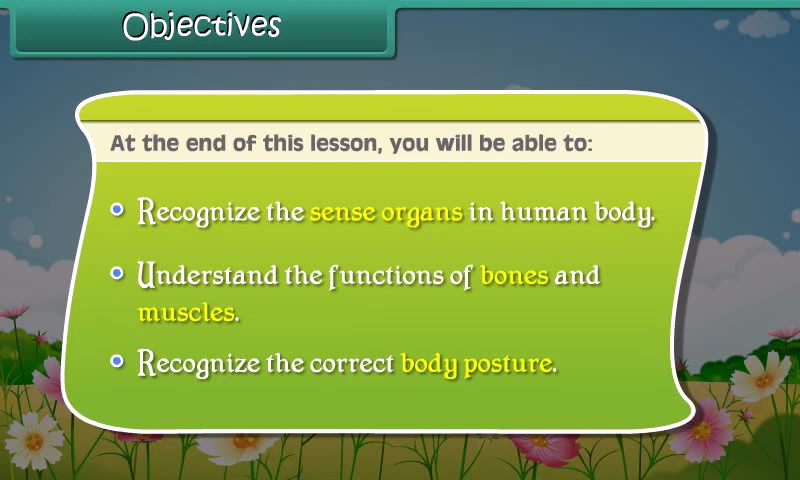 Objectives
At the end of this lesson, you will be able to:
Recognize the sense organs in human body.
Understand the functions of bones and
muscles.
Recognize the correct body posture.